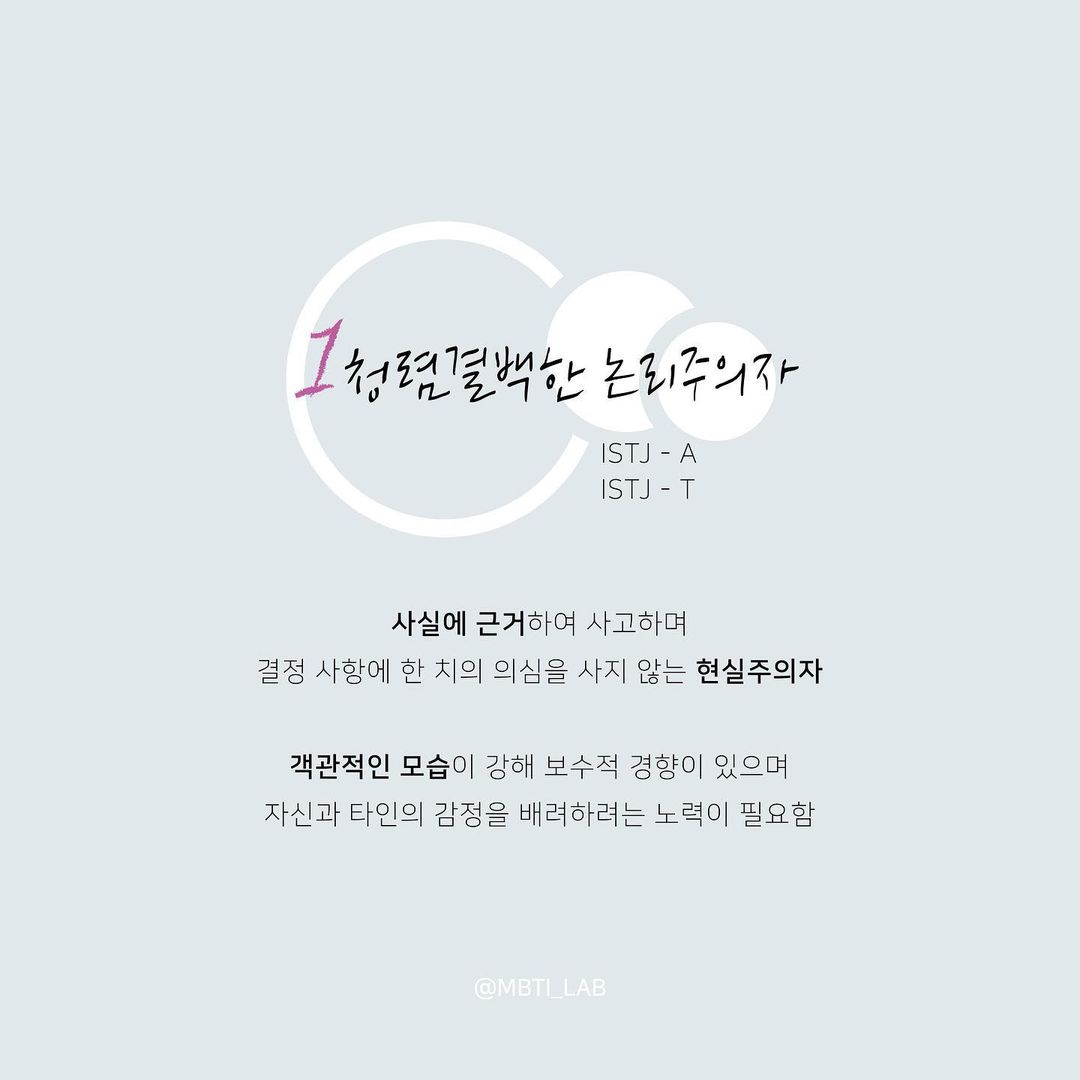 1 청렴결백한 논리주의자
ISTJ - A
ISTJ - T
사실에 근거하여 사고하며
결정 사항에 한 치의 의심을 사지 않는 현실주의자
객관적인 모습이 강해 보수적 경향이 있으며
자신과 타인의 감정을 배려하려는 노력이 필요함
@MBTI_LAB